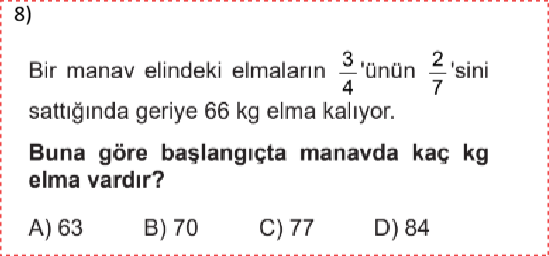 8)
Bir manav elindeki elmaların 3/4 'ünün 2/7 'sini
sattığında geriye 66 kg elma kalıyor.
Buna göre başlangıçta manavda kaç kg
elma vardır?
A) 63 B) 70 C) 77 D) 84